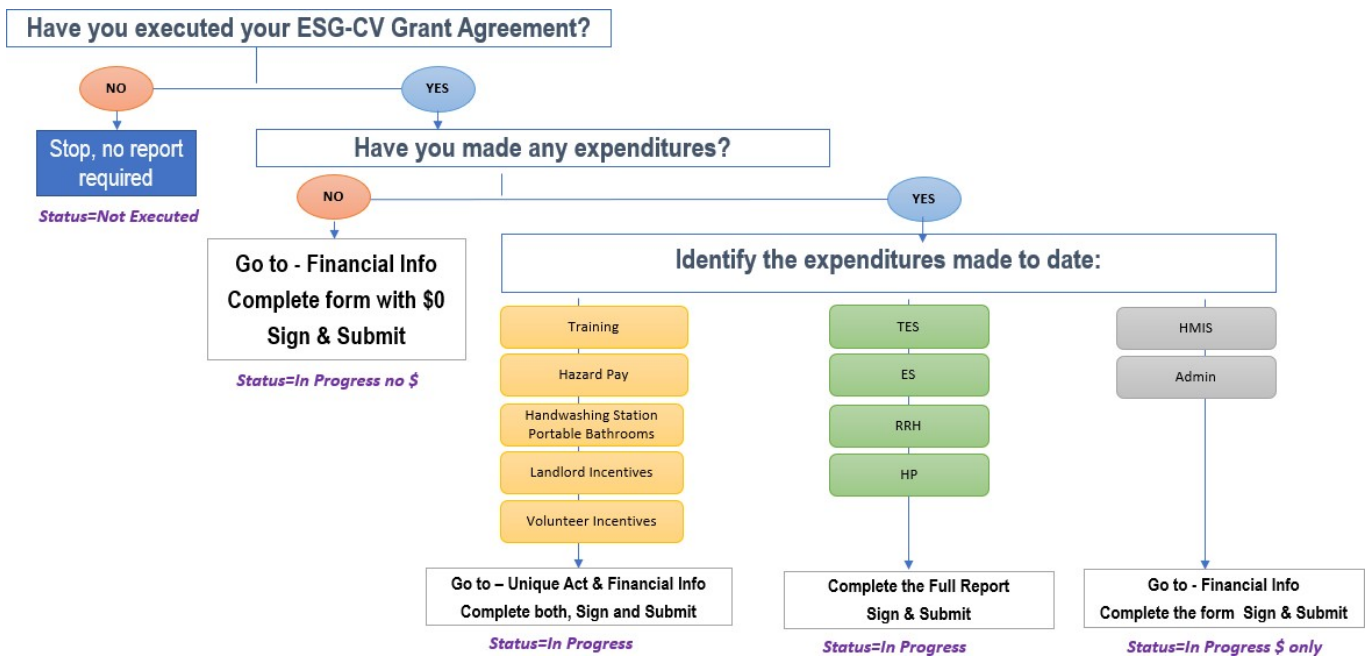 Have you executed your ESG-CV Grant Agreement?
NO
YES
Stop, no report
required
Status=Not Executed
Have you made any expenditures?
NO
YES
Go to - Financial Info
Complete form with $0
Sign & Submit
Status=In Progress no $
Identify the expenditures made to date:
Training
Hazard Pay
Handwashing Station
Portable Bathrooms
Landlord Incentives
Volunteer Incentives
Go to – Unique Act & Financial Info
Complete both, Sign and Submit
Status=In Progress
TES
ES
RRH
HP
Complete the Full Report
Sign & Submit
Status=In Progress
HMIS
Admin
Go to - Financial Info
Complete the form Sign & Submit
Status=In Progress $ only